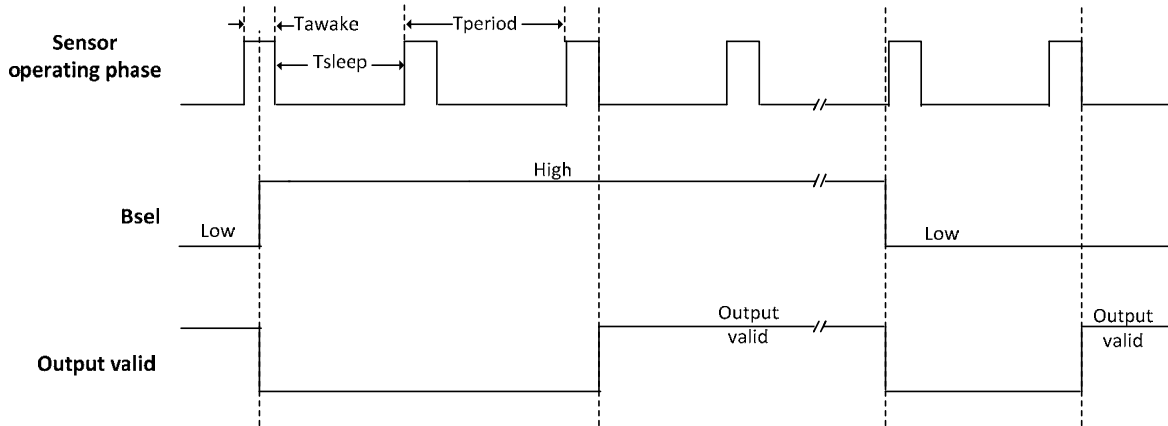 Tawake
Tperiod
Sensor
operating phase
Tsleep
High
Bsel
Low
Low
Output
valid
Output
valid
Output valid